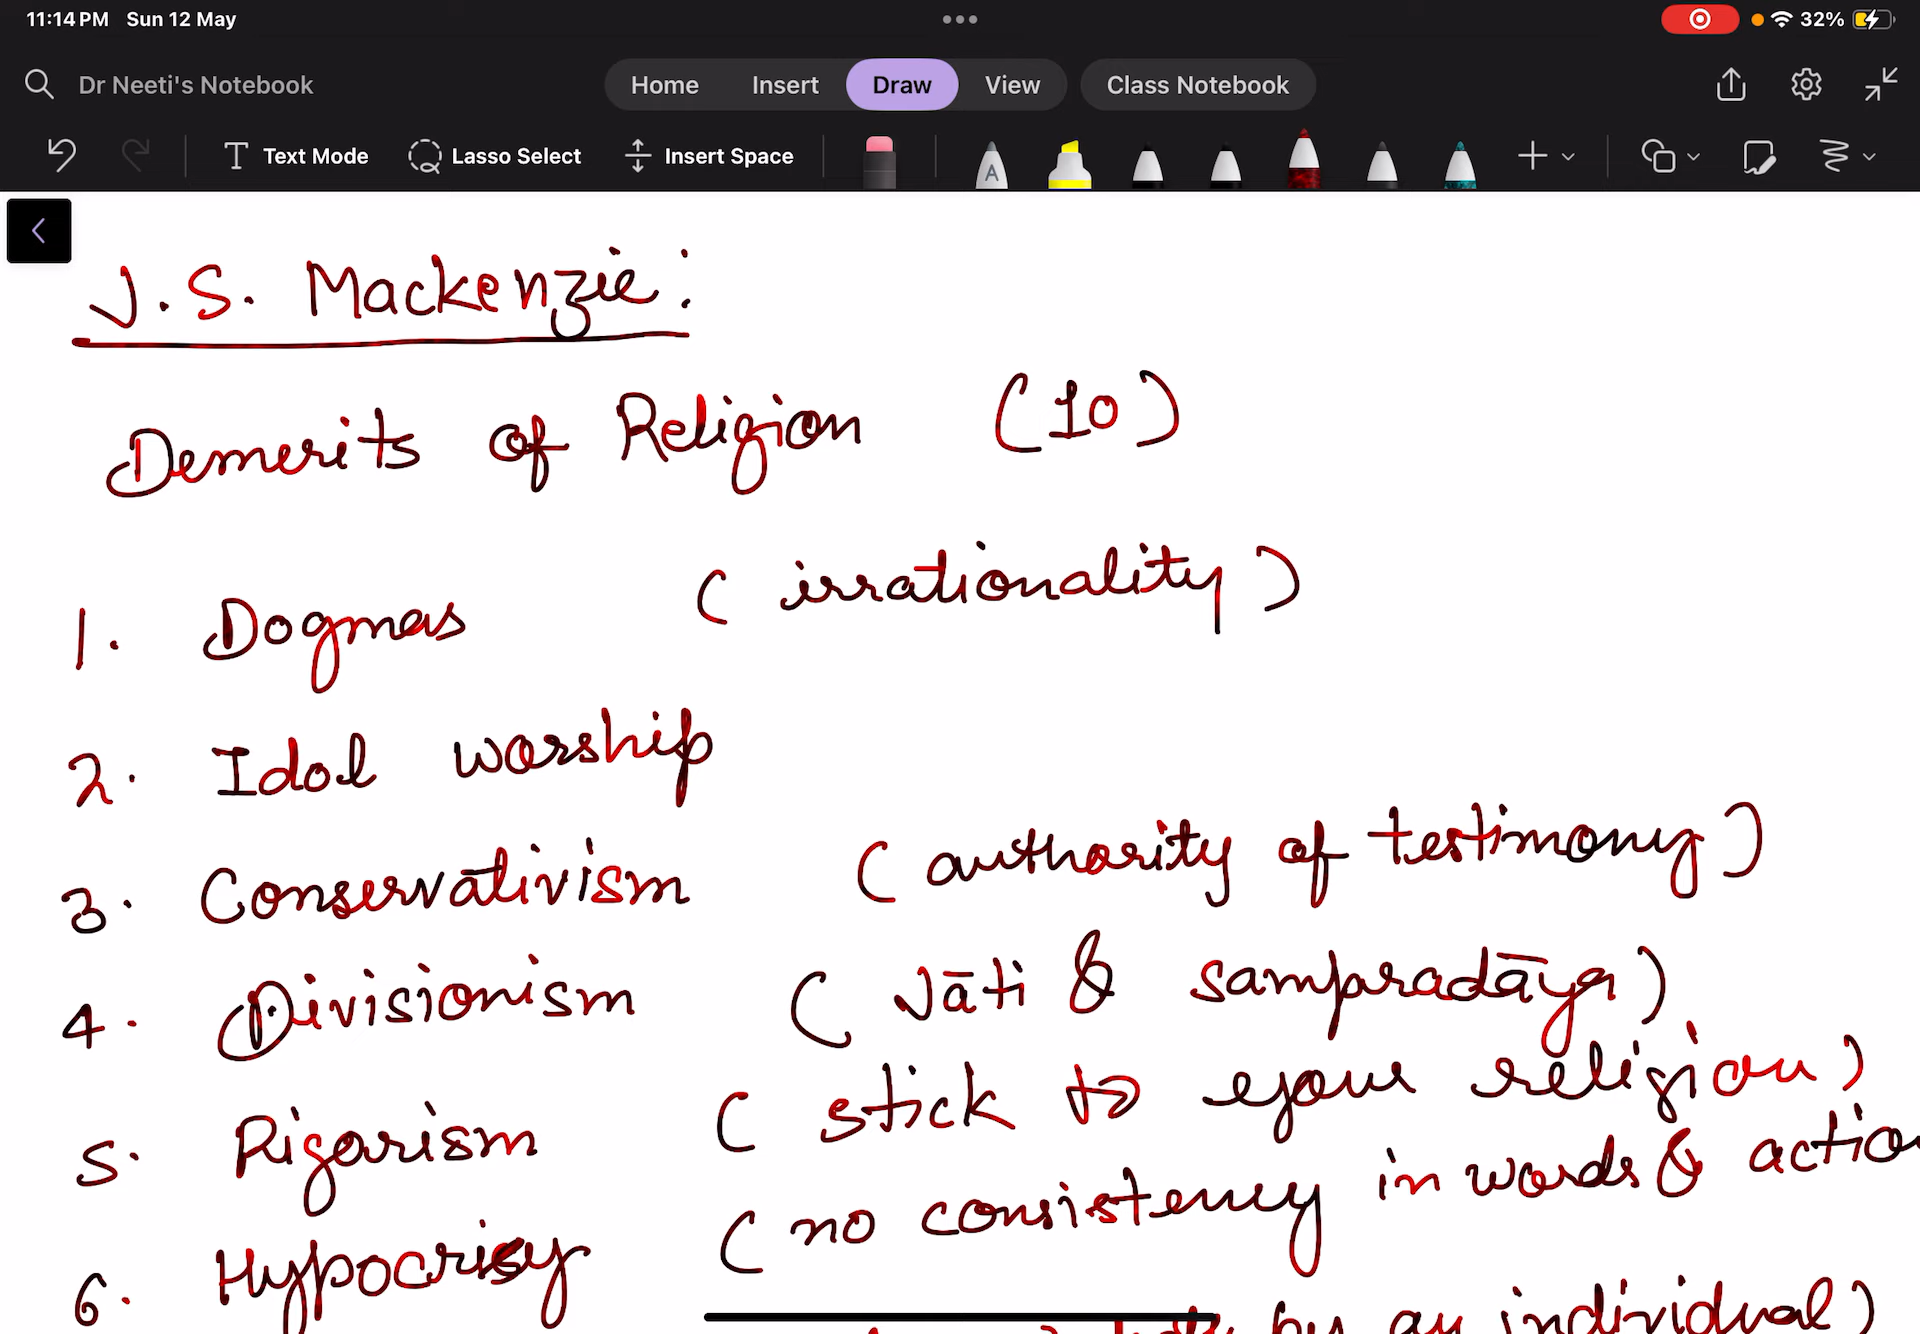 11:14 PM Sun 12 May
32%
Dr Neeti's Notebook
Home Insert Draw View Class Notebook
Text Mode Lasso Select Insert Space A
J. S. Mackenzie:
Demerits of Religion (10)
1. Dogmas (irrationality)
2. Idol worship
3. Conservativism (authority of testimony)
4. Divisionism (Jāti & sampradāya)
5. Rigorism (stick to your religion)
6. Hypocrisy (no consistency in words & actio
by an individual)